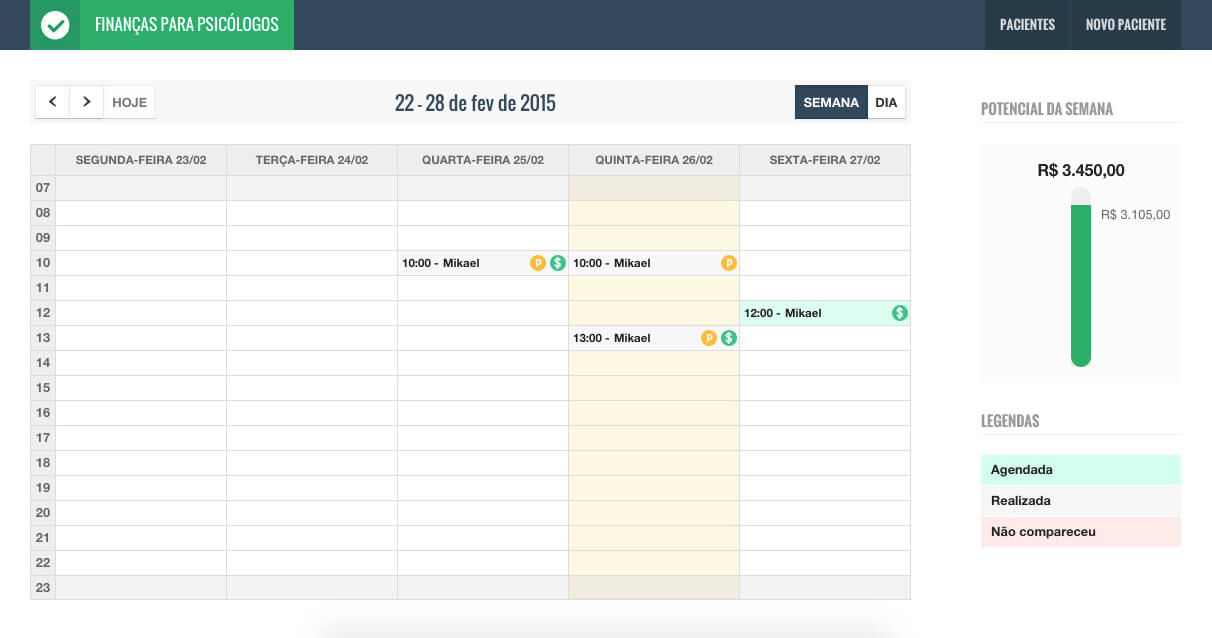 FINANÇAS PARA PSICÓLOGOS
PACIENTES
NOVO PACIENTE
HOJE
22 - 28 de fev de 2015
SEMANA
DIA
SEGUNDA-FEIRA 23/02
TERÇA-FEIRA 24/02
QUARTA-FEIRA 25/02
QUINTA-FEIRA 26/02
SEXTA-FEIRA 27/02
07
08
09
10
10:00 - Mikael P $
10:00 - Mikael P
11
12
12:00 - Mikael $
13
13:00 - Mikael P $
14
15
16
17
18
19
20
21
22
23
POTENCIAL DA SEMANA
R$ 3.450,00
R$ 3.105,00
LEGENDAS
Agendada
Realizada
Não compareceu